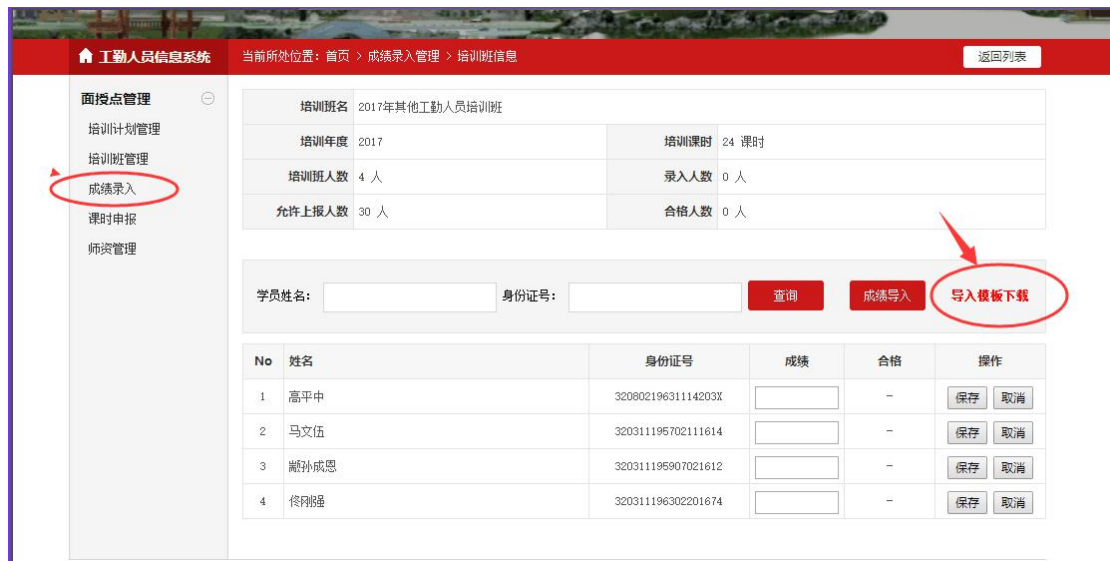 工勤人员信息系统 当前所处位置：首页 > 成绩录入管理 > 培训班信息 返回列表
面授点管理
培训计划管理
培训班管理
成绩录入
课时申报
师资管理
培训班名 2017年其他工勤人员培训班
培训年度 2017 培训课时 24 课时
培训班人数 4 人 录入人数 0 人
允许上报人数 30 人 合格人数 0 人
学员姓名： 身份证号： 查询 成绩导入 导入模板下载
No 姓名 身份证号 成绩 合格 操作
1 高平中 32080219631114203X - 保存 取消
2 马文伍 320311195702111614 - 保存 取消
3 颛孙成恩 320311195907021612 - 保存 取消
4 佟刚强 320311196302201674 - 保存 取消